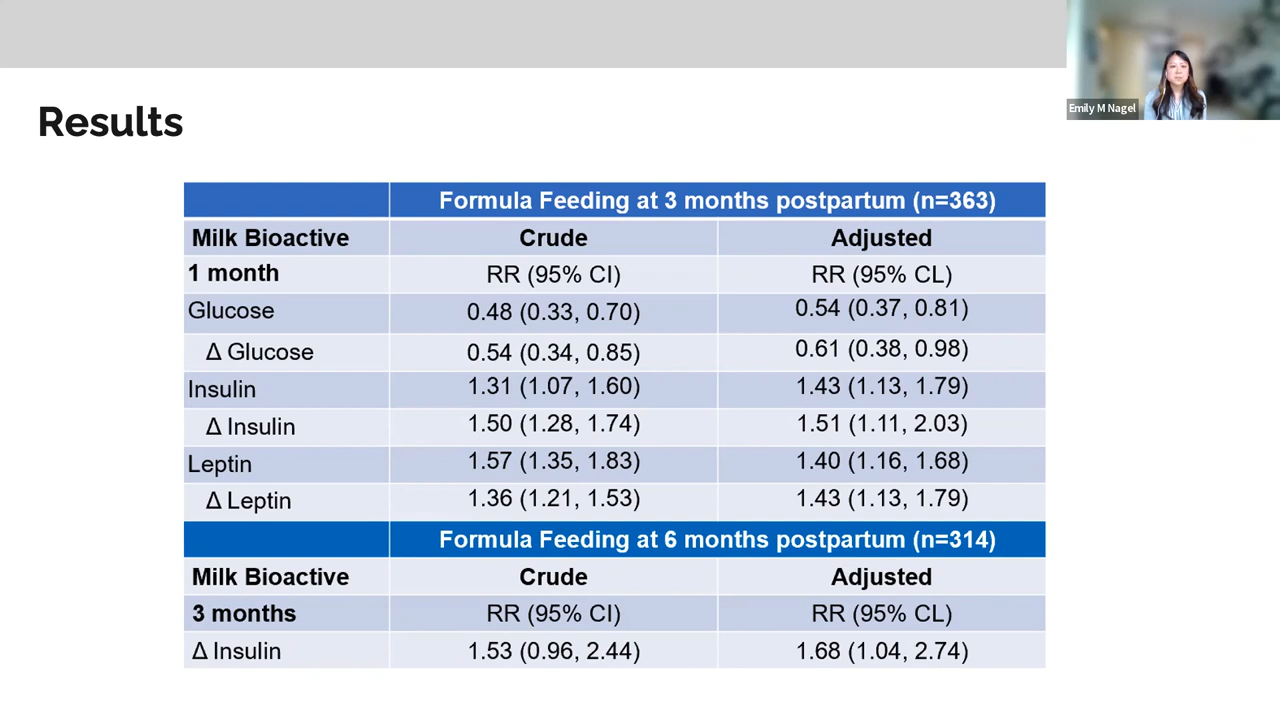 Emily M Nagel
Results
Formula Feeding at 3 months postpartum (n=363)
Milk Bioactive Crude Adjusted
1 month RR (95% CI) RR (95% CL)
Glucose 0.48 (0.33, 0.70) 0.54 (0.37, 0.81)
Δ Glucose 0.54 (0.34, 0.85) 0.61 (0.38, 0.98)
Insulin 1.31 (1.07, 1.60) 1.43 (1.13, 1.79)
Δ Insulin 1.50 (1.28, 1.74) 1.51 (1.11, 2.03)
Leptin 1.57 (1.35, 1.83) 1.40 (1.16, 1.68)
Δ Leptin 1.36 (1.21, 1.53) 1.43 (1.13, 1.79)
Formula Feeding at 6 months postpartum (n=314)
Milk Bioactive Crude Adjusted
3 months RR (95% CI) RR (95% CL)
Δ Insulin 1.53 (0.96, 2.44) 1.68 (1.04, 2.74)